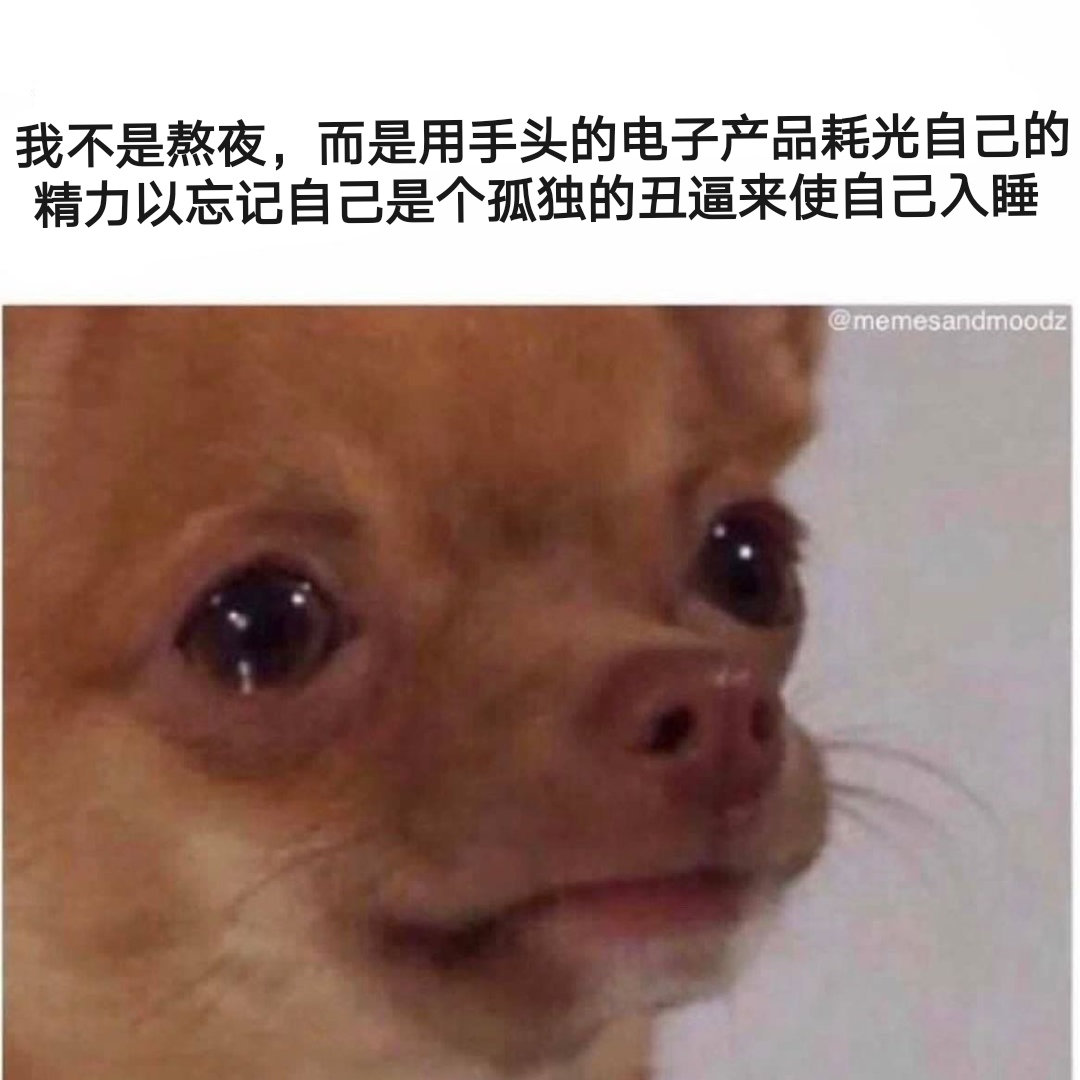 我不是熬夜，而是用手头的电子产品耗光自己的
精力以忘记自己是个孤独的丑逼来使自己入睡
@memesandmoodz